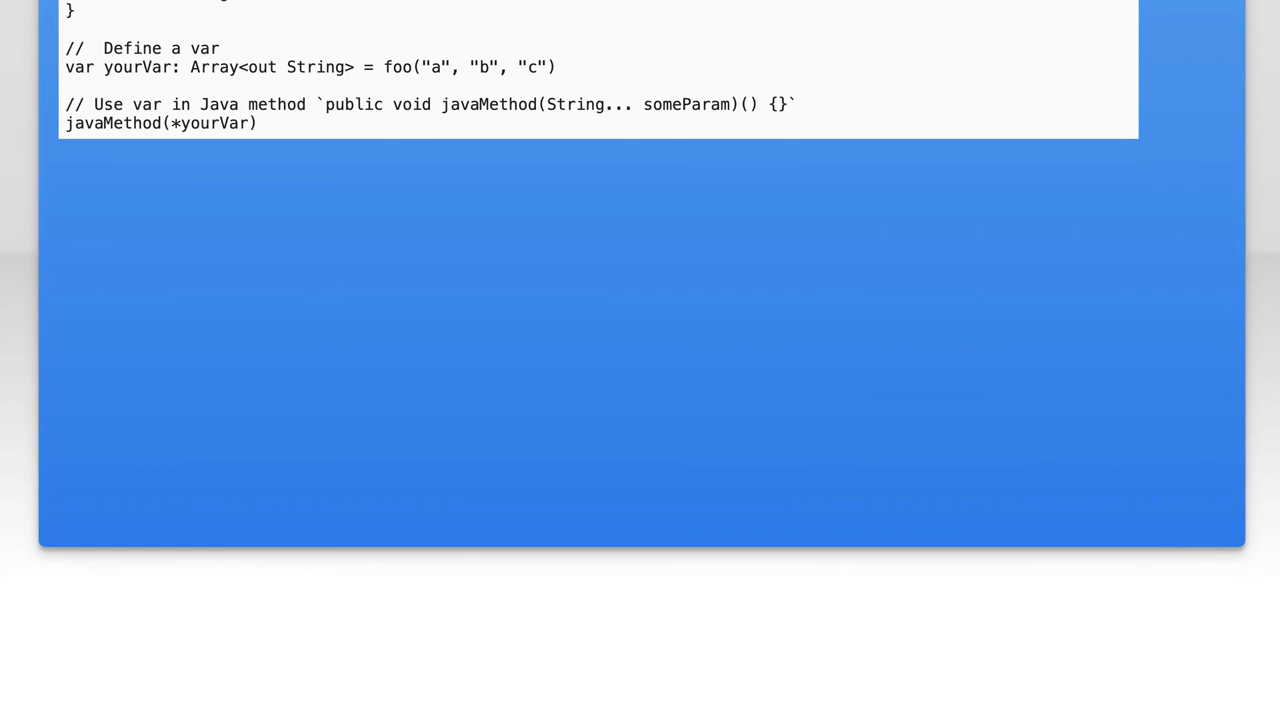 }
//  Define a var
var yourVar: Array<out String> = foo("a", "b", "c")
// Use var in Java method `public void javaMethod(String... someParam)() {}`
javaMethod(*yourVar)